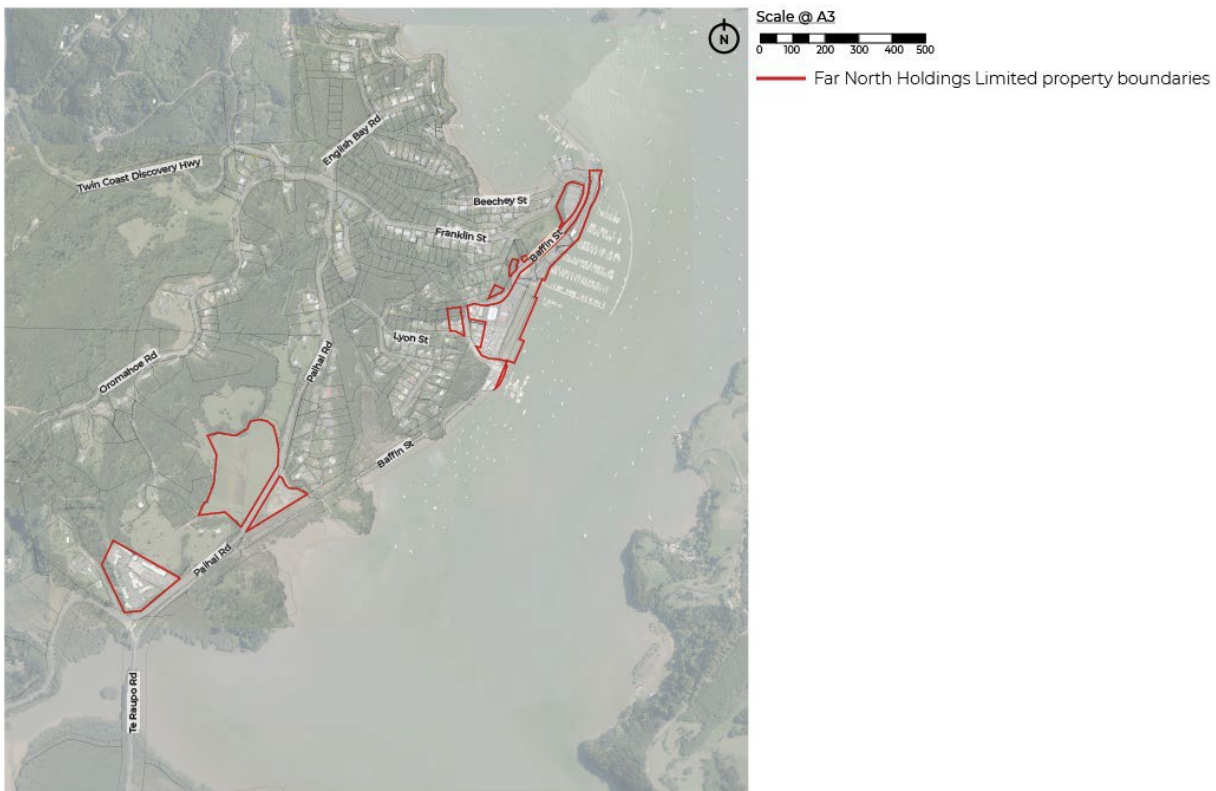 Scale @ A3
0 100 200 300 400 500
Far North Holdings Limited property boundaries
N
English Bay Rd
Twin Coast Discovery Hwy
Beechey St
Franklin St
Baffin St
Lyon St
Paihai Rd
Oromahoe Rd
Baffin St
Paihai Rd
Te Raupo Rd